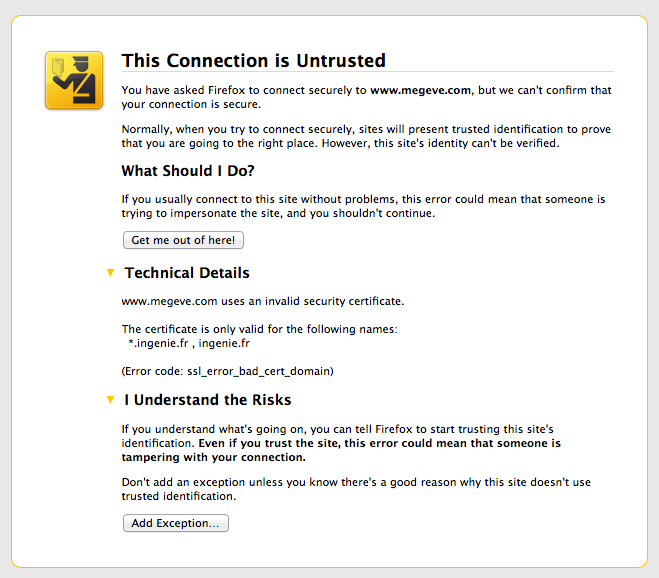 This Connection is Untrusted
You have asked Firefox to connect securely to www.megeve.com, but we can't confirm that
your connection is secure.
Normally, when you try to connect securely, sites will present trusted identification to prove
that you are going to the right place. However, this site's identity can't be verified.
What Should I Do?
If you usually connect to this site without problems, this error could mean that someone is
trying to impersonate the site, and you shouldn't continue.
Get me out of here!
Technical Details
www.megeve.com uses an invalid security certificate.
The certificate is only valid for the following names:
*.ingenie.fr , ingenie.fr
(Error code: ssl_error_bad_cert_domain)
I Understand the Risks
If you understand what's going on, you can tell Firefox to start trusting this site's
identification. Even if you trust the site, this error could mean that someone is
tampering with your connection.
Don't add an exception unless you know there's a good reason why this site doesn't use
trusted identification.
Add Exception...